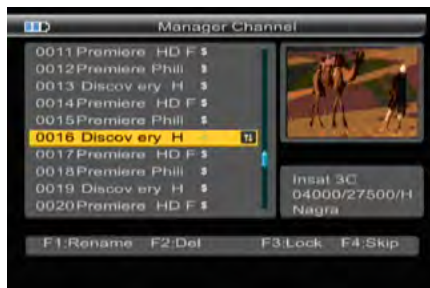 Manager Channel
0011 Premiere HD F $
0012 Premiere Phili $
0013 Discov ery H $
0014 Premiere HD F $
0015 Premiere Phili $
0016 Discov ery H
0017 Premiere HD F $
0018 Premiere Phili $
0019 Discov ery H $
0020 Premiere HD F $
Insat 3C
04000/27500/H
Nagra
F1:Rename F2:Del F3:Lock F4:Skip